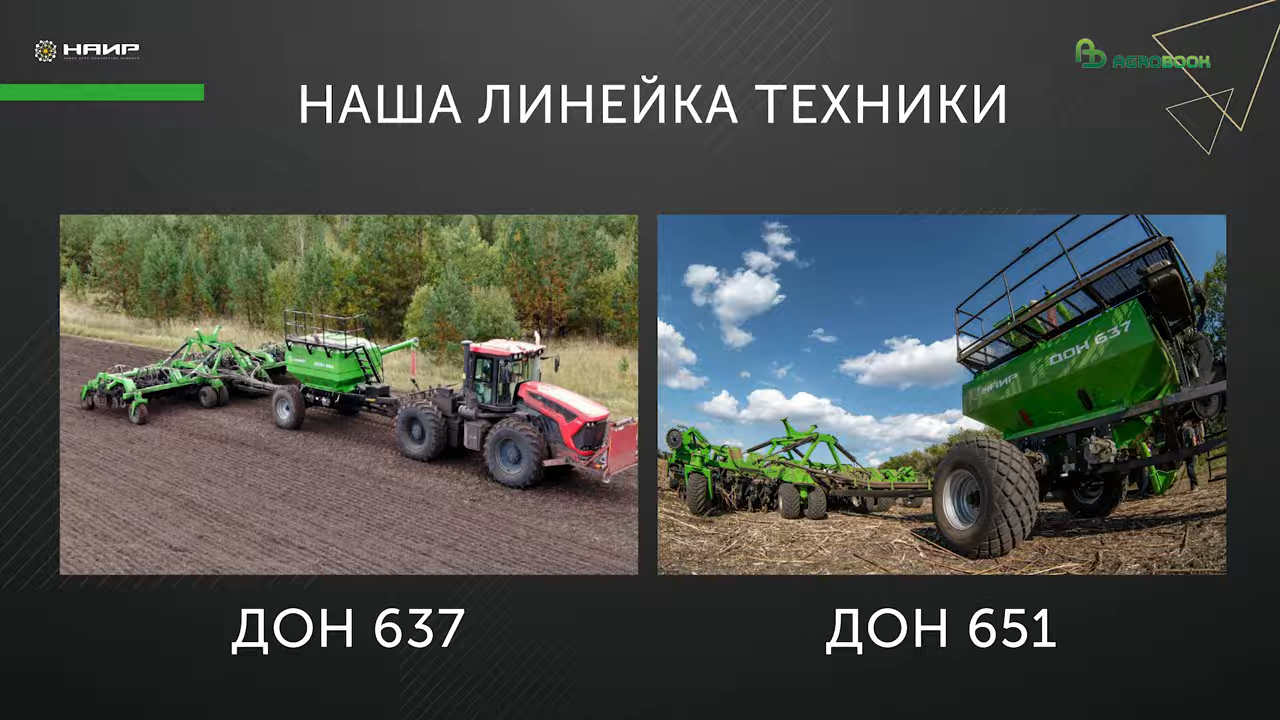 НАИР
AGROBOOK
НАША ЛИНЕЙКА ТЕХНИКИ
НАИР
ДОН 637
ДОН 637
ДОН 651